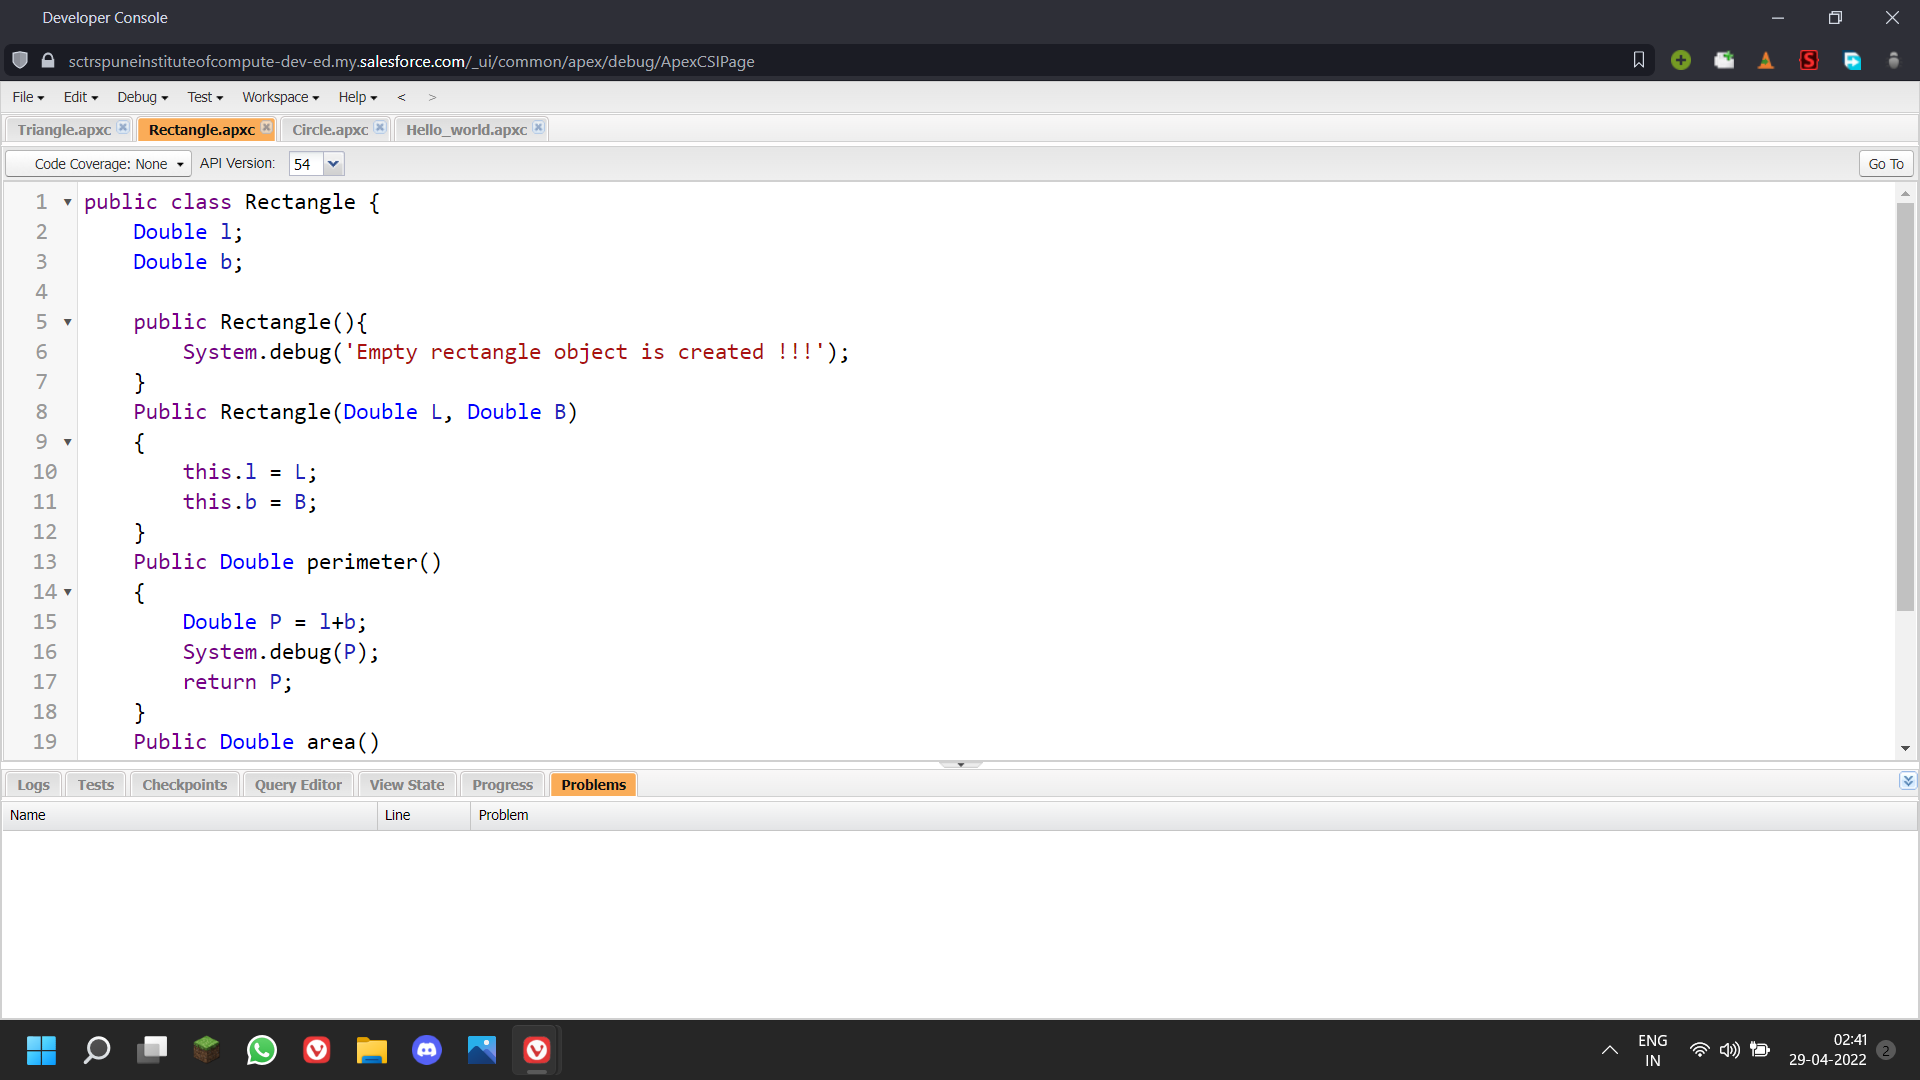 Developer Console
sctrspuneinstituteofcompute-dev-ed.my.salesforce.com/_ui/common/apex/debug/ApexCSIPage
File Edit Debug Test Workspace Help < >
Triangle.apxc Rectangle.apxc Circle.apxc Hello_world.apxc
Code Coverage: None API Version: 54 Go To
1 public class Rectangle {
2 Double l;
3 Double b;
4
5 public Rectangle(){
6 System.debug('Empty rectangle object is created !!!');
7 }
8 Public Rectangle(Double L, Double B)
9 {
10 this.l = L;
11 this.b = B;
12 }
13 Public Double perimeter()
14 {
15 Double P = l+b;
16 System.debug(P);
17 return P;
18 }
19 Public Double area()
Logs Tests Checkpoints Query Editor View State Progress Problems
Name Line Problem
ENG 02:41
IN 29-04-2022 2